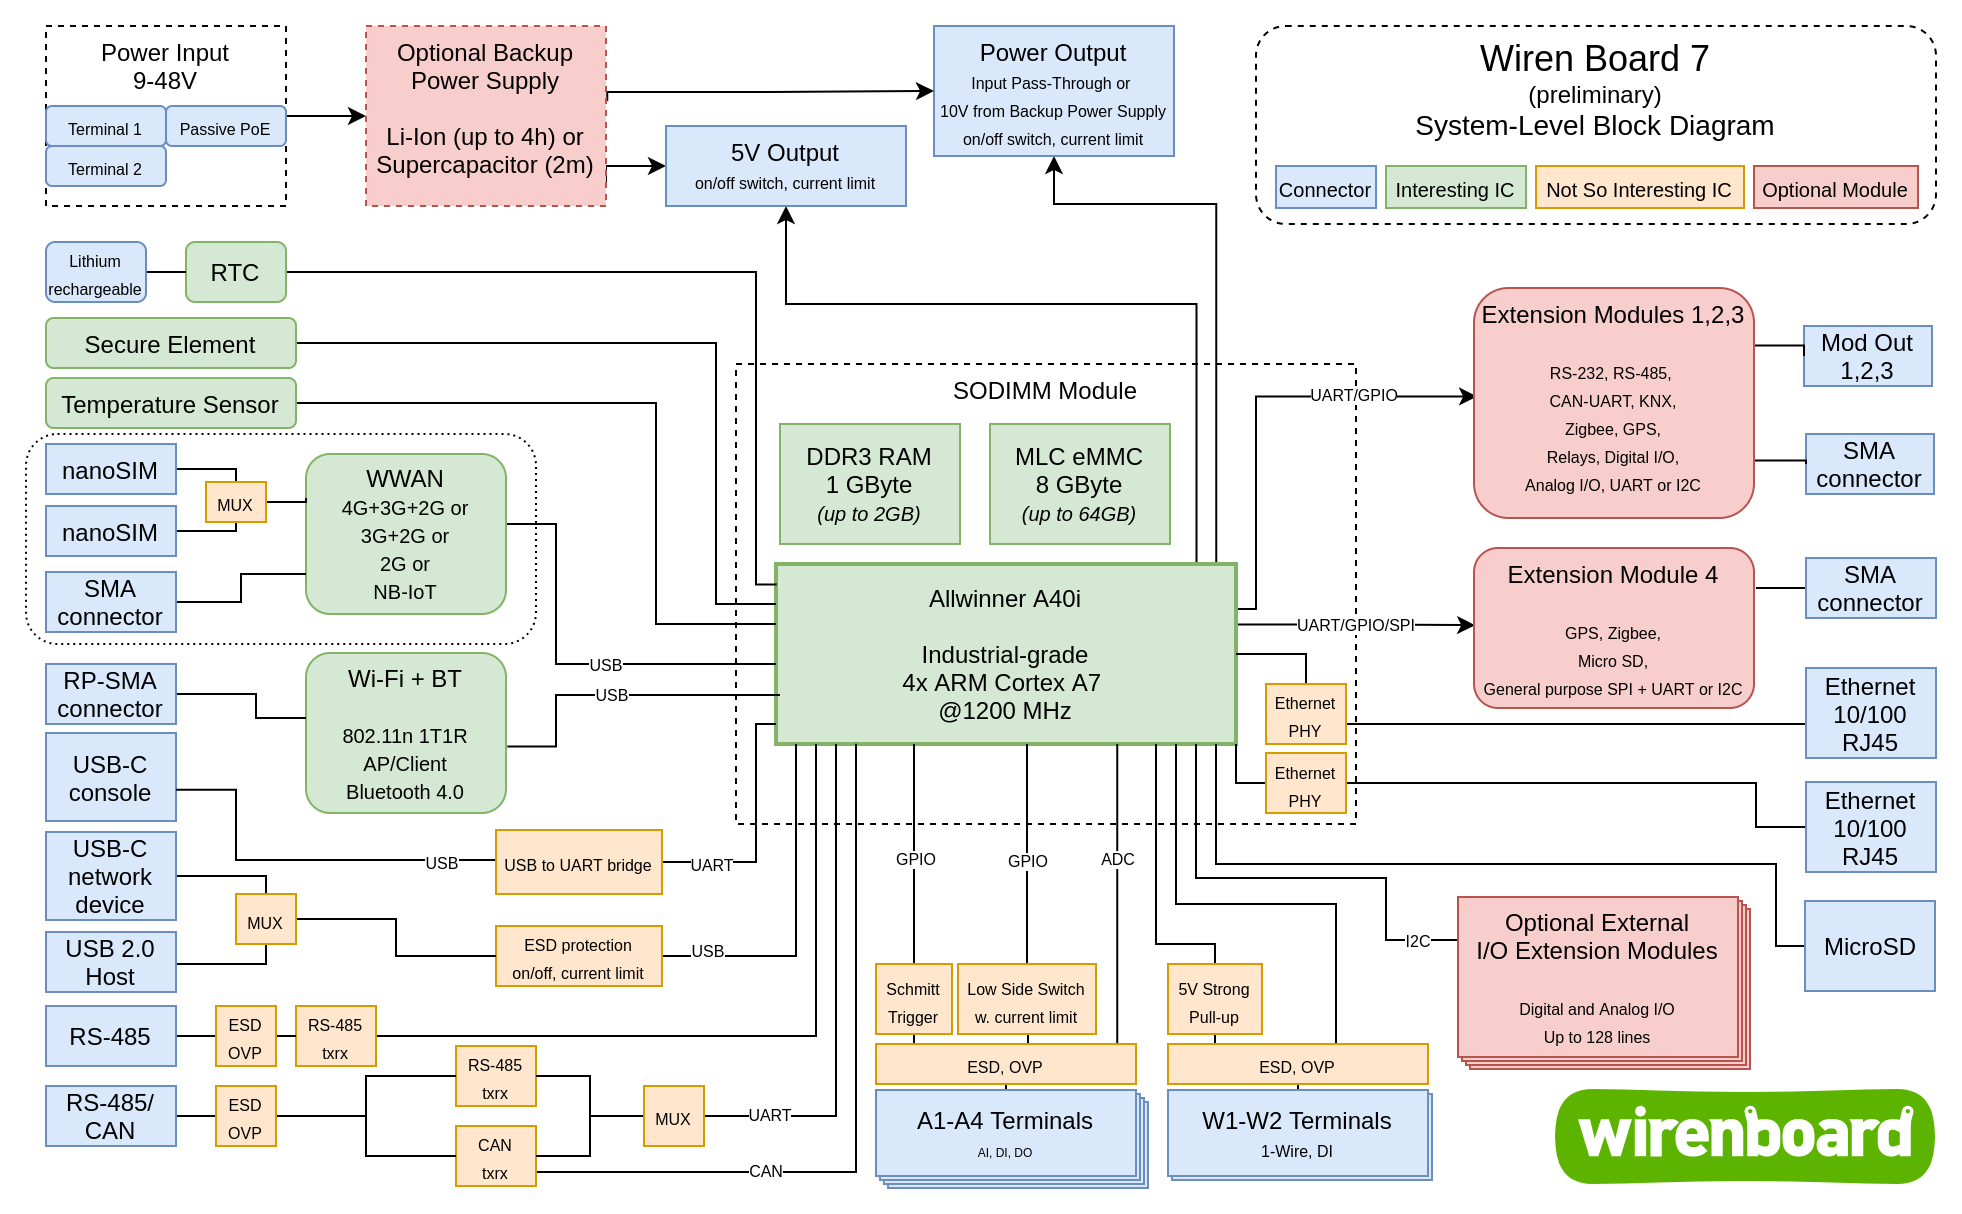 Power Input
9-48V
Terminal 1
Passive PoE
Terminal 2
Optional Backup
Power Supply
Li-Ion (up to 4h) or
Supercapacitor (2m)
5V Output
on/off switch, current limit
Power Output
Input Pass-Through or
10V from Backup Power Supply
on/off switch, current limit
Wiren Board 7
(preliminary)
System-Level Block Diagram
Connector
Interesting IC
Not So Interesting IC
Optional Module
Lithium
rechargeable
RTC
Secure Element
Temperature Sensor
nanoSIM
MUX
nanoSIM
SMA
connector
WWAN
4G+3G+2G or
3G+2G or
2G or
NB-IoT
RP-SMA
connector
Wi-Fi + BT
802.11n 1T1R
AP/Client
Bluetooth 4.0
USB
USB
SODIMM Module
DDR3 RAM
1 GByte
(up to 2GB)
MLC eMMC
8 GByte
(up to 64GB)
Allwinner A40i
Industrial-grade
4x ARM Cortex A7
@1200 MHz
UART/GPIO
UART/GPIO/SPI
Extension Modules 1,2,3
RS-232, RS-485,
CAN-UART, KNX,
Zigbee, GPS,
Relays, Digital I/O,
Analog I/O, UART or I2C
Mod Out
1,2,3
SMA
connector
Extension Module 4
GPS, Zigbee,
Micro SD,
General purpose SPI + UART or I2C
SMA
connector
Ethernet
PHY
Ethernet
10/100
RJ45
Ethernet
PHY
Ethernet
10/100
RJ45
USB-C
console
USB
USB to UART bridge
UART
USB-C
network
device
MUX
USB 2.0
Host
ESD protection
on/off, current limit
USB
RS-485
ESD
OVP
RS-485
txrx
RS-485/
CAN
ESD
OVP
RS-485
txrx
CAN
txrx
MUX
UART
CAN
GPIO
GPIO
ADC
Schmitt
Trigger
Low Side Switch
w. current limit
ESD, OVP
A1-A4 Terminals
AI, DI, DO
5V Strong
Pull-up
ESD, OVP
W1-W2 Terminals
1-Wire, DI
I2C
Optional External
I/O Extension Modules
Digital and Analog I/O
Up to 128 lines
MicroSD
wirenboard